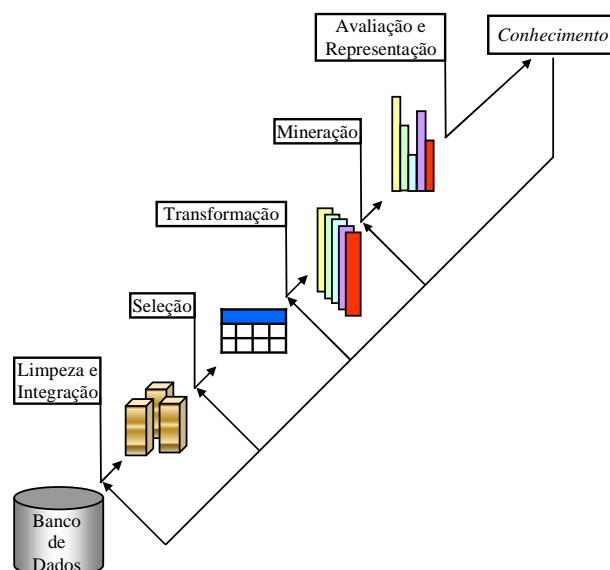 Avaliação e
Representação
Conhecimento
Mineração
Transformação
Seleção
Limpeza e
Integração
Banco
de
Dados